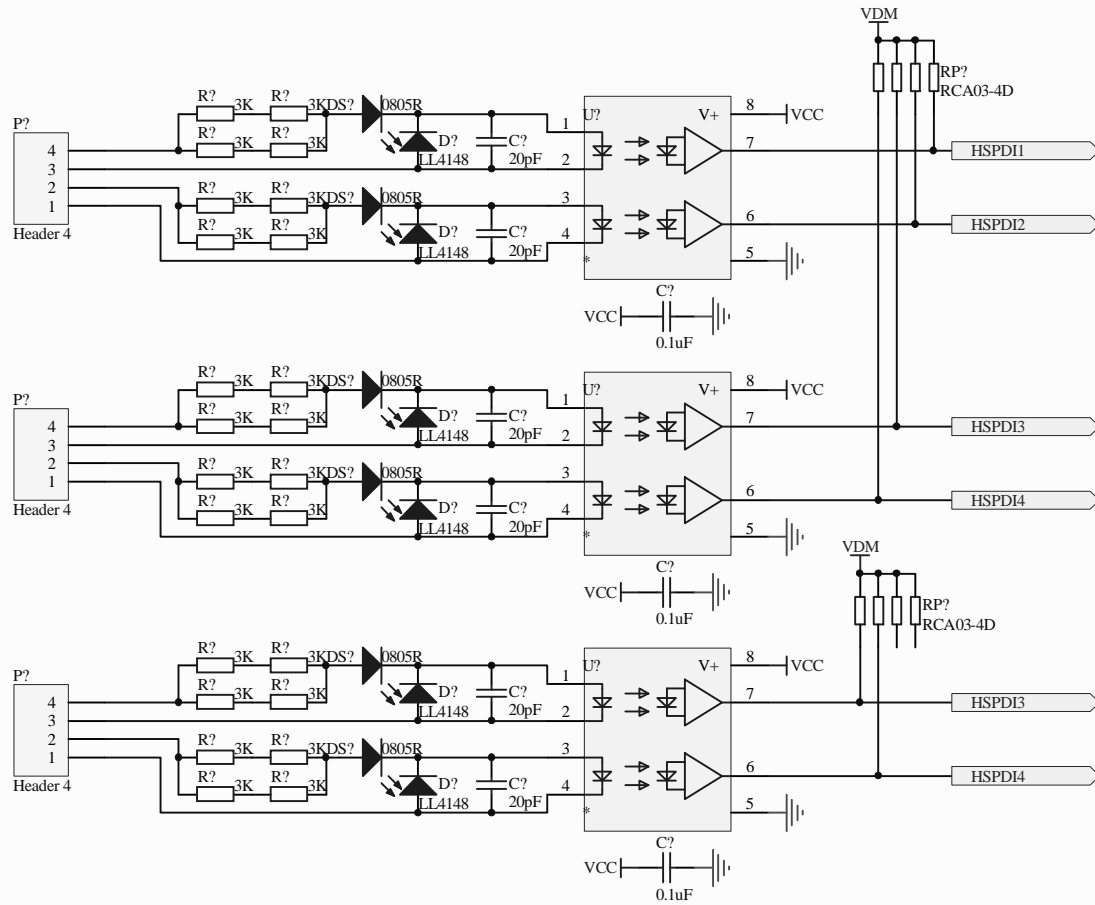 VDM
RP?
RCA03-4D
R? R?
3K 3KDS? 0805R
P?
U? V+ 8 VCC
D? C? 1
LL4148 20pF 2 7 HSPDI1
3K 3K
4
3
2
1
Header 4
R? R?
3K 3KDS? 0805R 3
D? C? 4 6 HSPDI2
3K 3K LL4148 20pF
* 5
C?
VCC
0.1uF
R? R?
3K 3KDS? 0805R
P?
U? V+ 8 VCC
D? C? 1
LL4148 20pF 2 7 HSPDI3
3K 3K
4
3
2
1
Header 4
R? R?
3K 3KDS? 0805R 3
D? C? 4 6 HSPDI4
3K 3K LL4148 20pF
* 5
VDM
RP?
RCA03-4D
C?
VCC
0.1uF
R? R?
3K 3KDS? 0805R
P?
U? V+ 8 VCC
D? C? 1
LL4148 20pF 2 7 HSPDI3
3K 3K
4
3
2
1
Header 4
R? R?
3K 3KDS? 0805R 3
D? C? 4 6 HSPDI4
3K 3K LL4148 20pF
* 5
C?
VCC
0.1uF